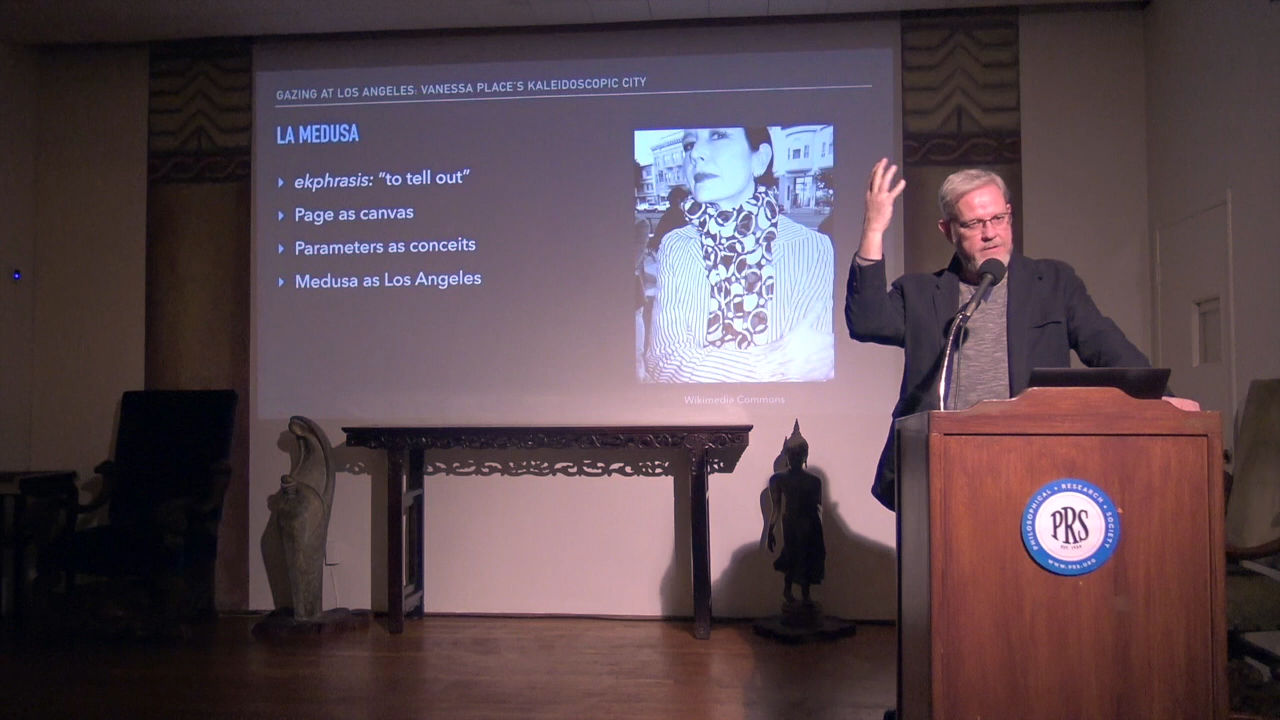 GAZING AT LOS ANGELES: VANESSA PLACE'S KALEIDOSCOPIC CITY
LA MEDUSA
ekphrasis: "to tell out"
Page as canvas
Parameters as conceits
Medusa as Los Angeles
Wikimedia Commons
PHILOSOPHICAL • RESEARCH • SOCIETY
PRS
EST. 1934
WWW.PRS.ORG